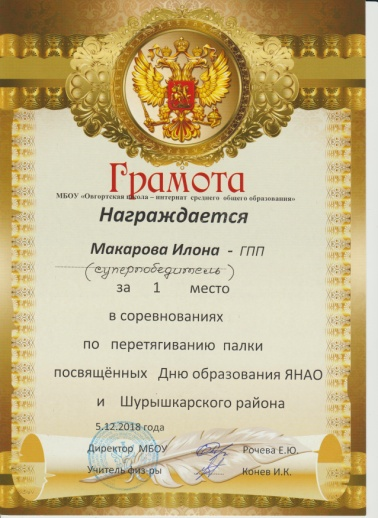 Грамота
МБОУ «Овгортская школа – интернат среднего общего образования»
Награждается
Макарова Илона - ГПП
(суперпобедитель)
за 1 место
в соревнованиях
по перетягиванию палки
посвящённых Дню образования ЯНАО
и Шурышкарского района
5.12.2018 года
Директор МБОУ Рочева Е.Ю.
Учитель физ-ры Конев И.К.